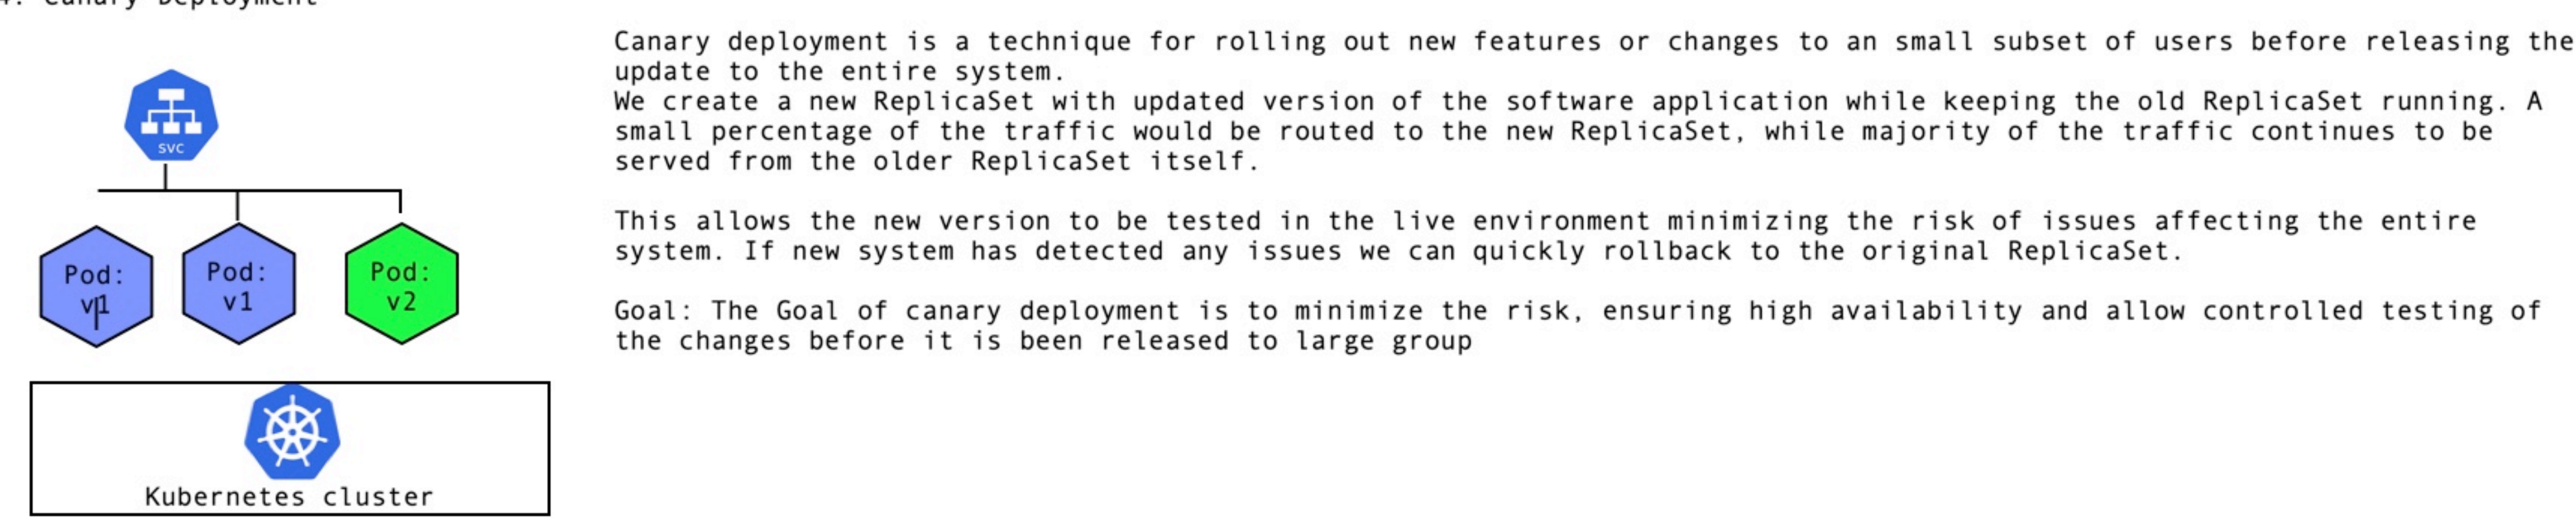 4. Canary Deployment
Canary deployment is a technique for rolling out new features or changes to an small subset of users before releasing the
update to the entire system.
We create a new ReplicaSet with updated version of the software application while keeping the old ReplicaSet running. A
small percentage of the traffic would be routed to the new ReplicaSet, while majority of the traffic continues to be
served from the older ReplicaSet itself.
This allows the new version to be tested in the live environment minimizing the risk of issues affecting the entire
system. If new system has detected any issues we can quickly rollback to the original ReplicaSet.
Goal: The Goal of canary deployment is to minimize the risk, ensuring high availability and allow controlled testing of
the changes before it is been released to large group
svc
Pod:
v1
Pod:
v1
Pod:
v2
Kubernetes cluster